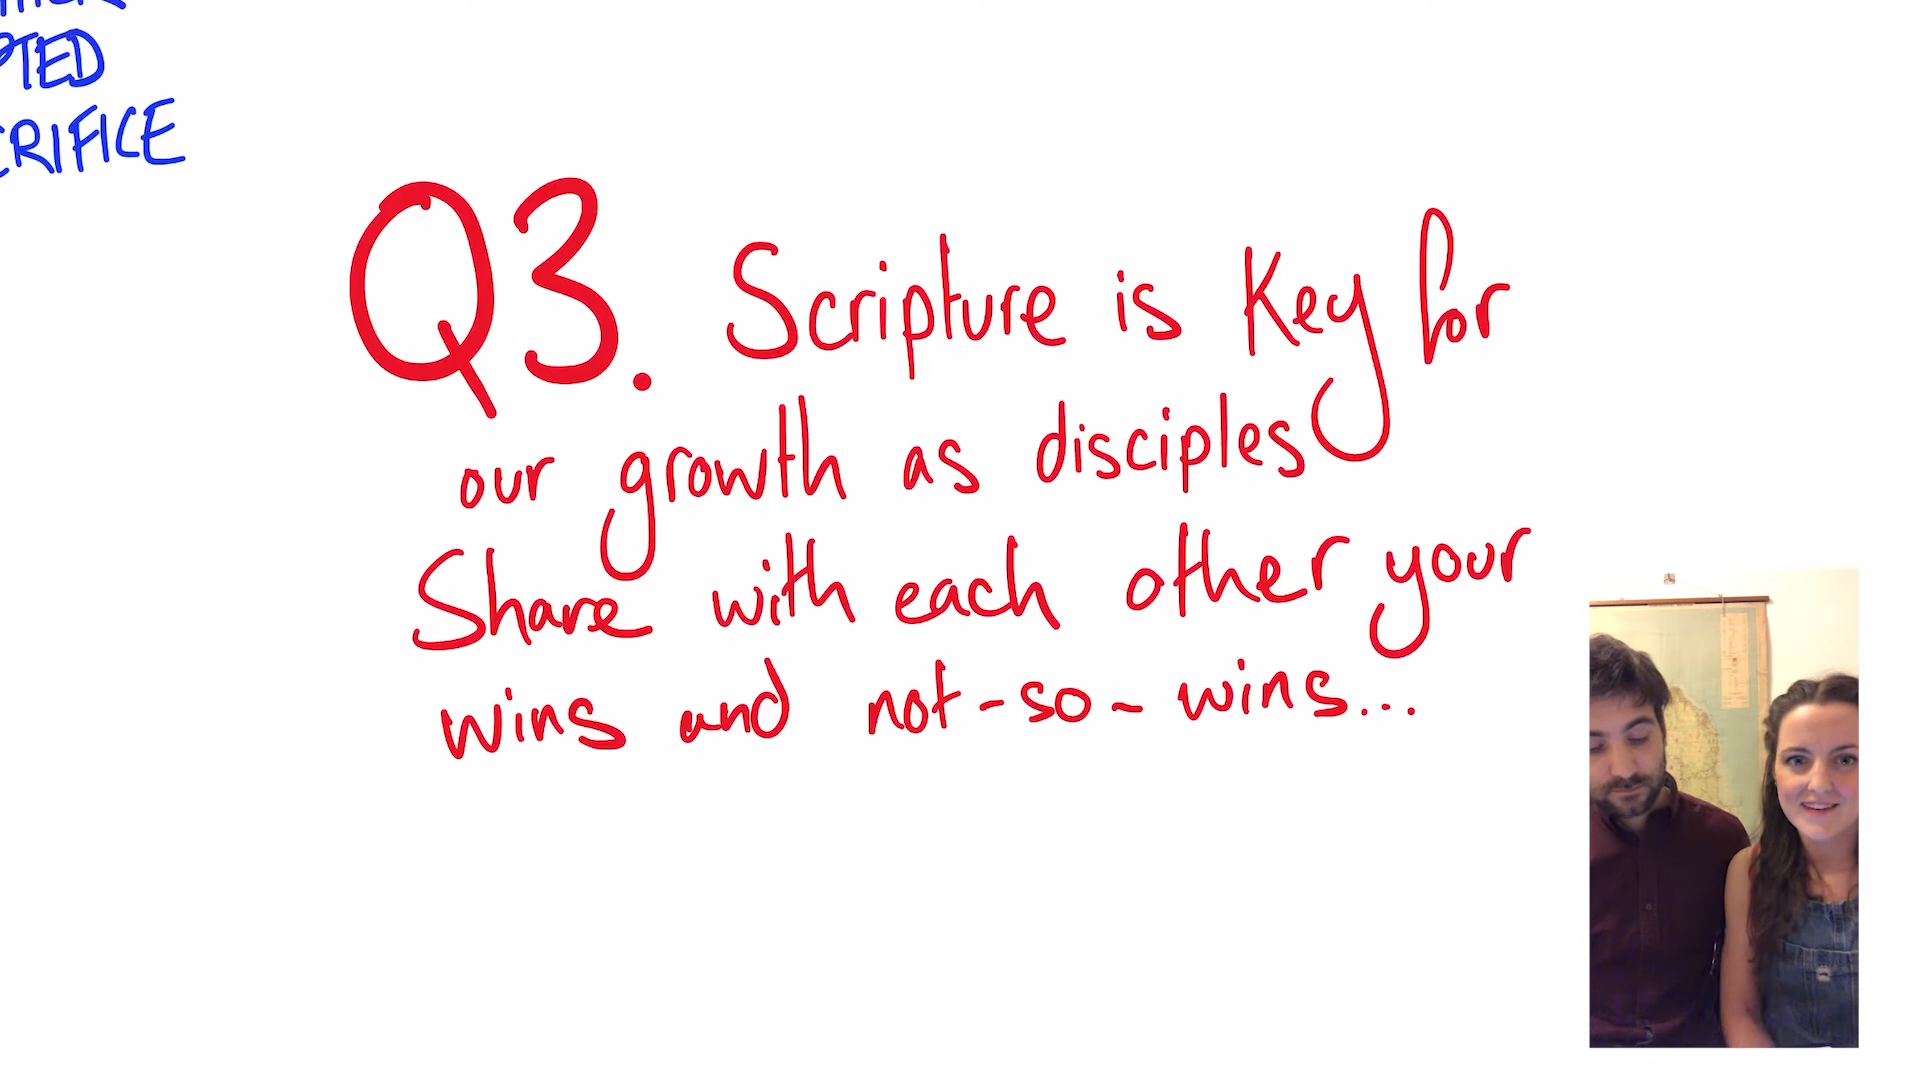 PTED
CRIFICE
Q3. Scripture is Key for
our growth as disciples
Share with each other your
wins and not-so-wins...